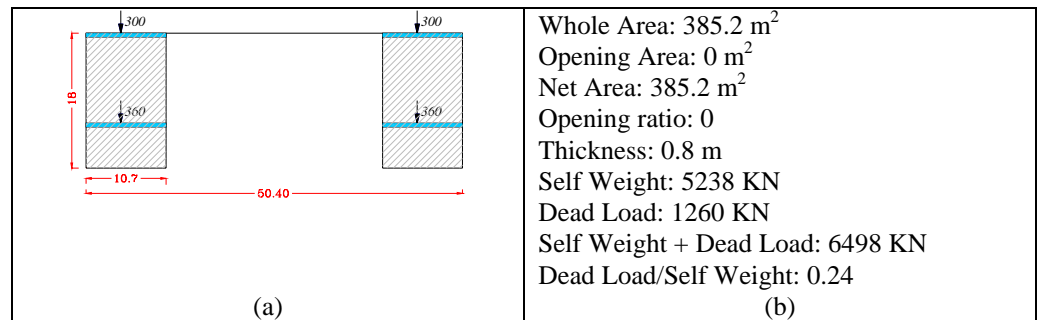 300 300
360 360
18
10.7
50.40
(a)
Whole Area: 385.2 m²
Opening Area: 0 m²
Net Area: 385.2 m²
Opening ratio: 0
Thickness: 0.8 m
Self Weight: 5238 KN
Dead Load: 1260 KN
Self Weight + Dead Load: 6498 KN
Dead Load/Self Weight: 0.24
(b)